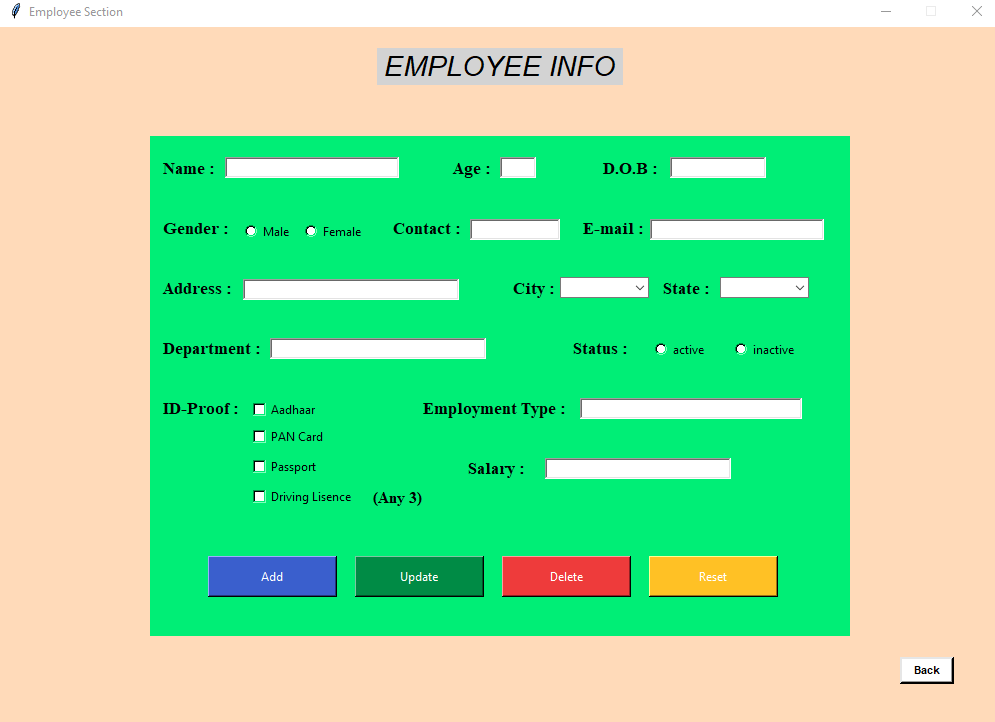 Employee Section
EMPLOYEE INFO
Name : Age : D.O.B :
Gender : Male Female Contact : E-mail :
Address : City : State :
Department : Status : active inactive
ID-Proof : Aadhaar Employment Type :
PAN Card
Passport Salary :
Driving Lisence (Any 3)
Add Update Delete Reset
Back